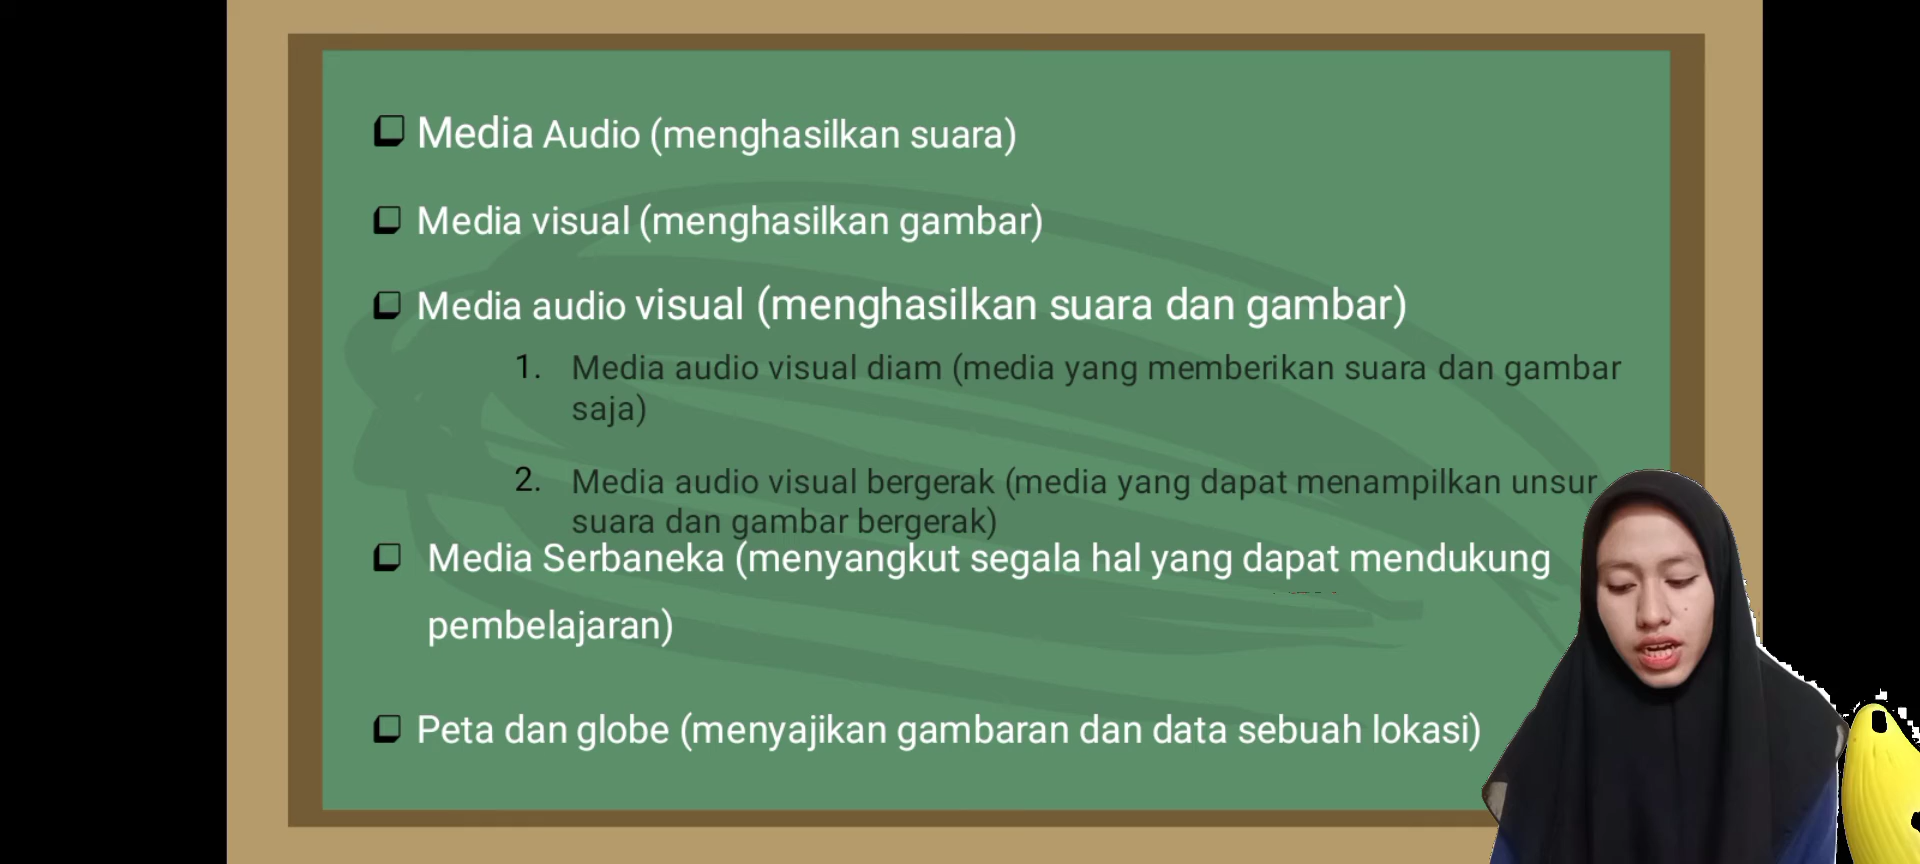 Media Audio (menghasilkan suara)
Media visual (menghasilkan gambar)
Media audio visual (menghasilkan suara dan gambar)
1. Media audio visual diam (media yang memberikan suara dan gambar
saja)
2. Media audio visual bergerak (media yang dapat menampilkan unsur
suara dan gambar bergerak)
Media Serbaneka (menyangkut segala hal yang dapat mendukung
pembelajaran)
Peta dan globe (menyajikan gambaran dan data sebuah lokasi)